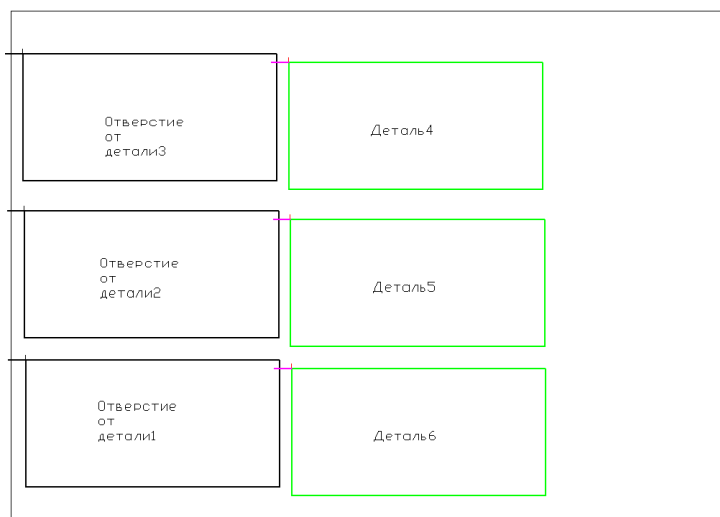 Отверстие
от
детали3
Деталь4
Отверстие
от
детали2
Деталь5
Отверстие
от
детали1
Деталь6